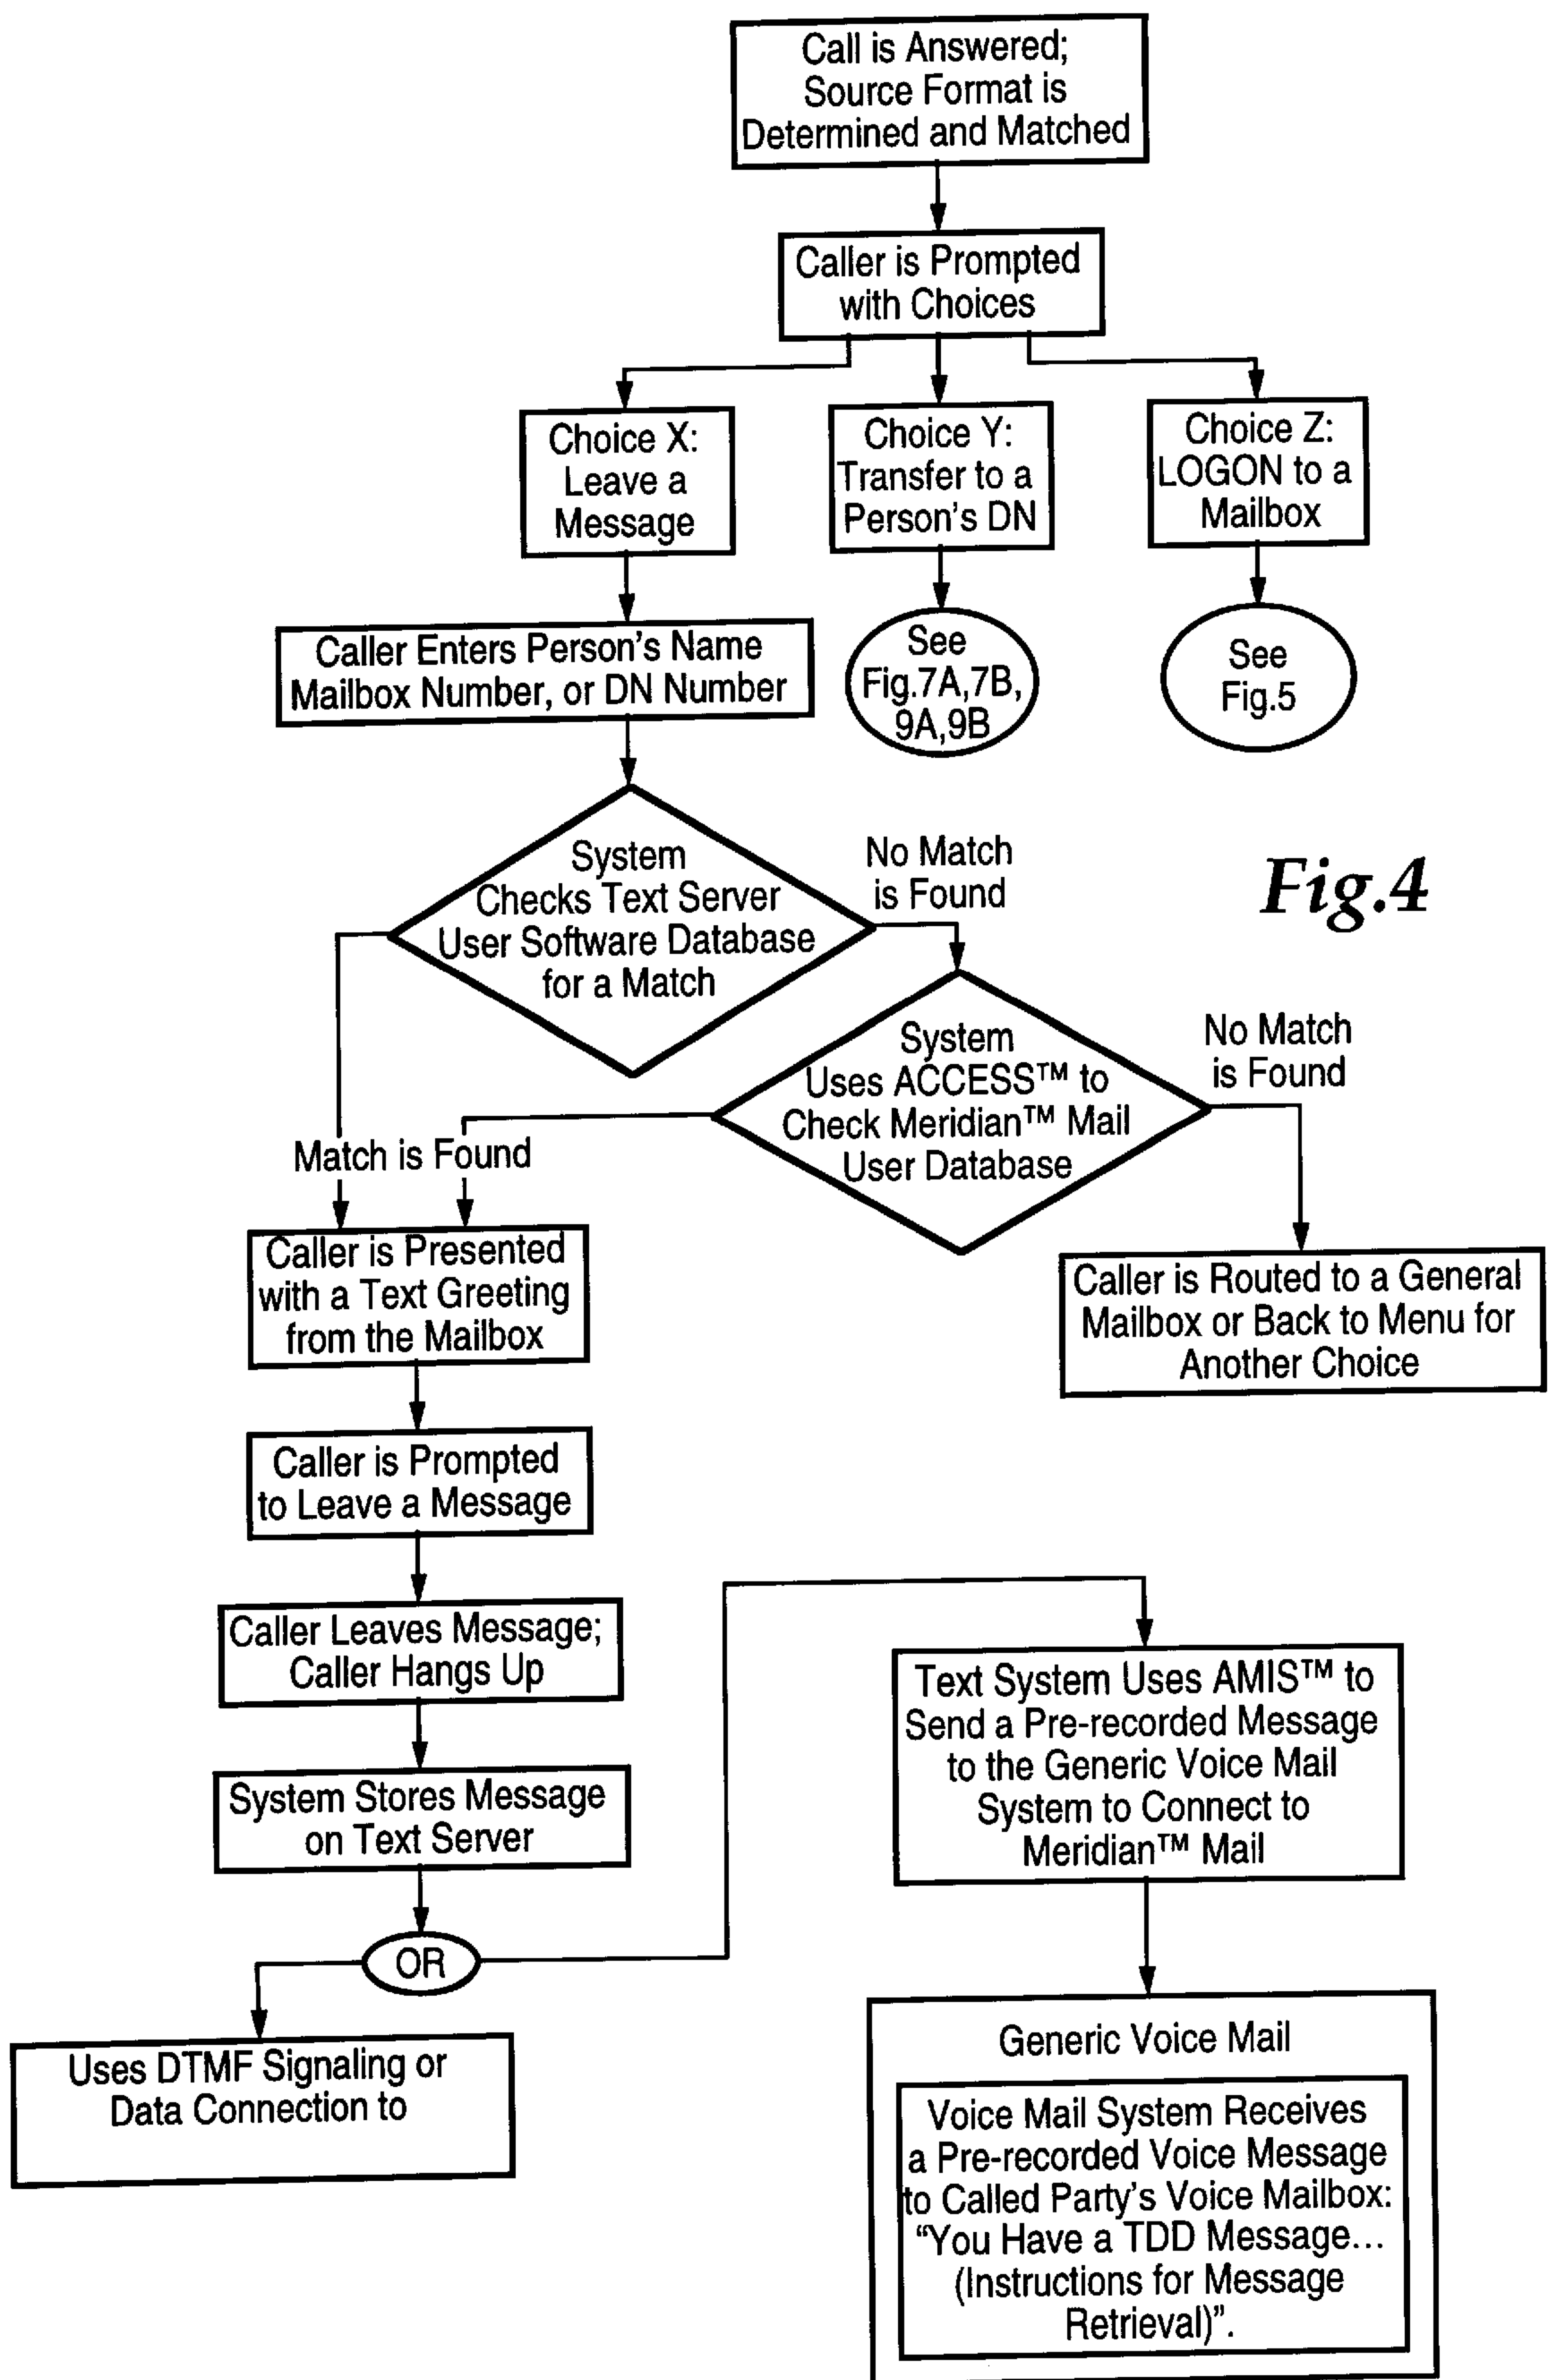 Call is Answered;
Source Format is
Determined and Matched
Caller is Prompted
with Choices
Choice X:
Leave a
Message
Choice Y:
Transfer to a
Person's DN
Choice Z:
LOGON to a
Mailbox
Caller Enters Person's Name
Mailbox Number, or DN Number
See
Fig.7A,7B,
9A,9B
See
Fig.5
System
Checks Text Server
User Software Database
for a Match
No Match
is Found
Fig.4
System
Uses ACCESS™ to
Check Meridian™ Mail
User Database
No Match
is Found
Match is Found
Caller is Presented
with a Text Greeting
from the Mailbox
Caller is Routed to a General
Mailbox or Back to Menu for
Another Choice
Caller is Prompted
to Leave a Message
Caller Leaves Message;
Caller Hangs Up
System Stores Message
on Text Server
OR
Uses DTMF Signaling or
Data Connection to
Text System Uses AMIS™ to
Send a Pre-recorded Message
to the Generic Voice Mail
System to Connect to
Meridian™ Mail
Generic Voice Mail
Voice Mail System Receives
a Pre-recorded Voice Message
to Called Party's Voice Mailbox:
“You Have a TDD Message...
(Instructions for Message
Retrieval)”.